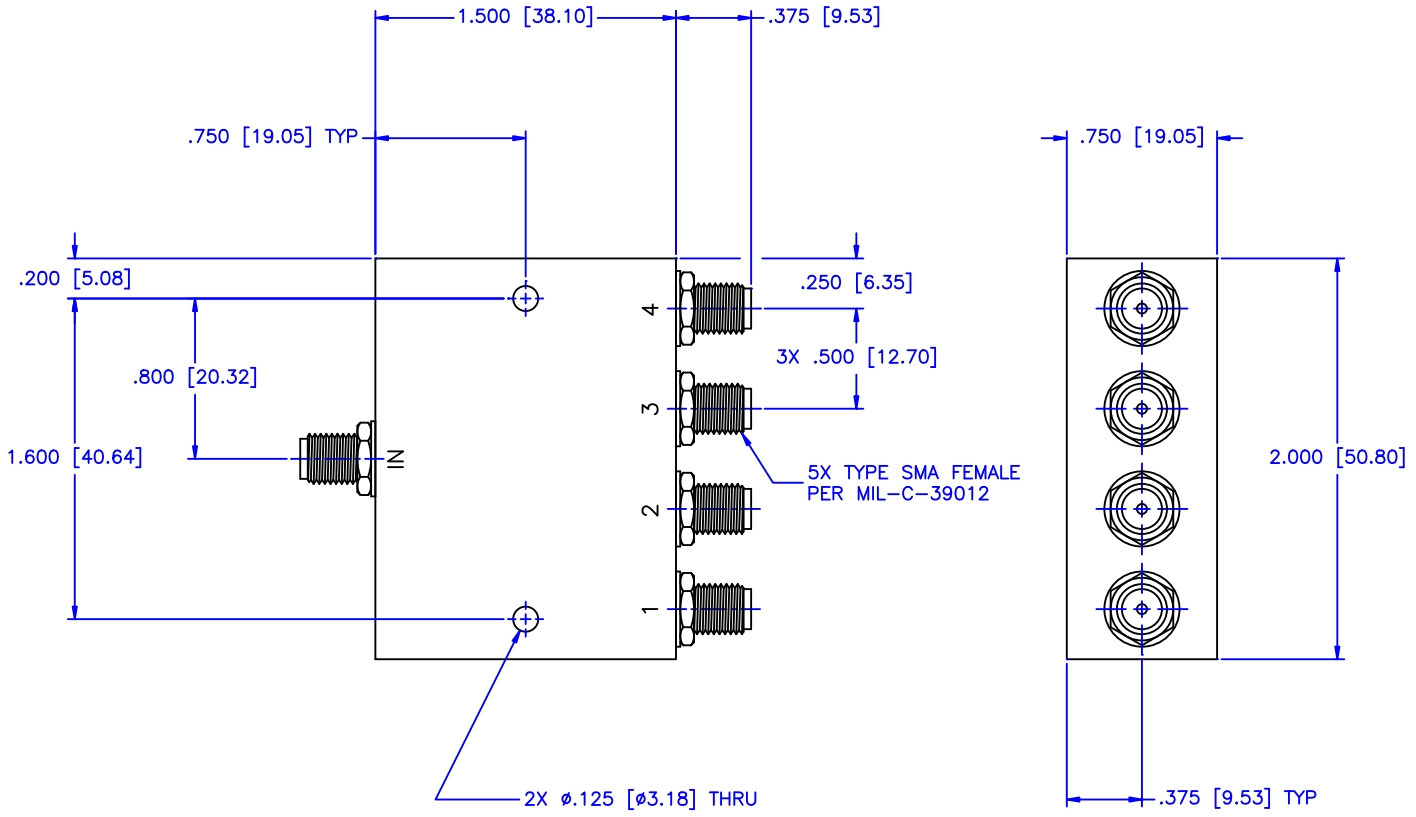 1.500 [38.10]
.375 [9.53]
.750 [19.05] TYP
.750 [19.05]
.200 [5.08]
.250 [6.35]
4
3X .500 [12.70]
.800 [20.32]
3
1.600 [40.64]
IN
2.000 [50.80]
5X TYPE SMA FEMALE
PER MIL-C-39012
2
1
2X ø.125 [ø3.18] THRU
.375 [9.53] TYP